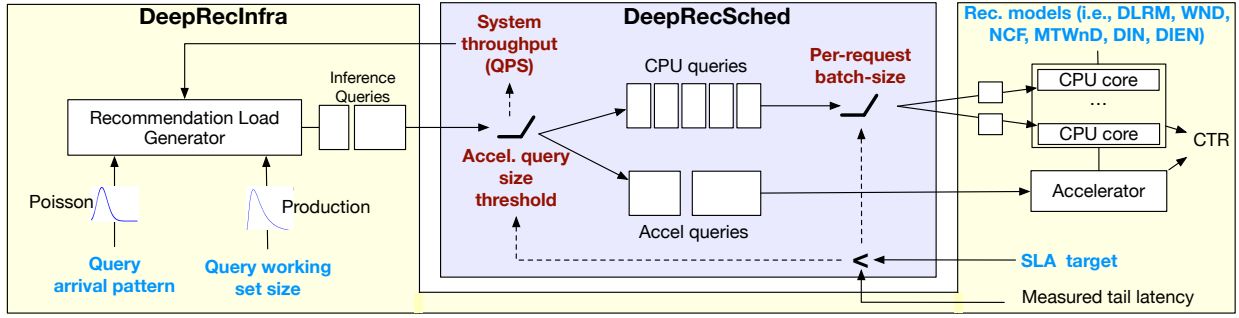 DeepRecInfra
DeepRecSched
Rec. models (i.e., DLRM, WND,
NCF, MTWnD, DIN, DIEN)
System
throughput
(QPS)
Inference
Queries
CPU queries
Per-request
batch-size
CPU core
...
CPU core
Recommendation Load
Generator
CTR
Accel. query
size
threshold
Accelerator
Poisson
Production
Accel queries
Query
arrival pattern
Query working
set size
<
SLA target
Measured tail latency